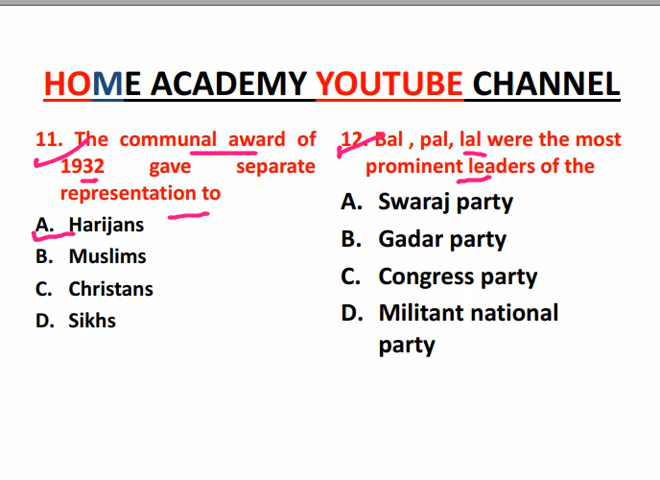 HOME ACADEMY YOUTUBE CHANNEL
11. The communal award of
1932 gave separate
representation to
A. Harijans
B. Muslims
C. Christans
D. Sikhs
12. Bal , pal, lal were the most
prominent leaders of the
A. Swaraj party
B. Gadar party
C. Congress party
D. Militant national
party